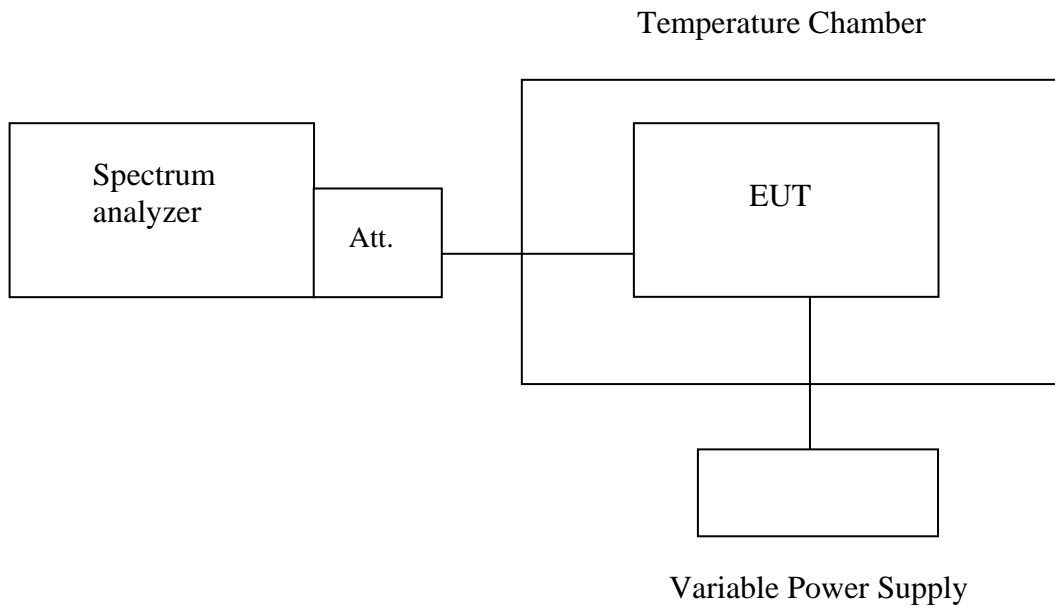 Temperature Chamber
Spectrum
analyzer
Att.
EUT
Variable Power Supply